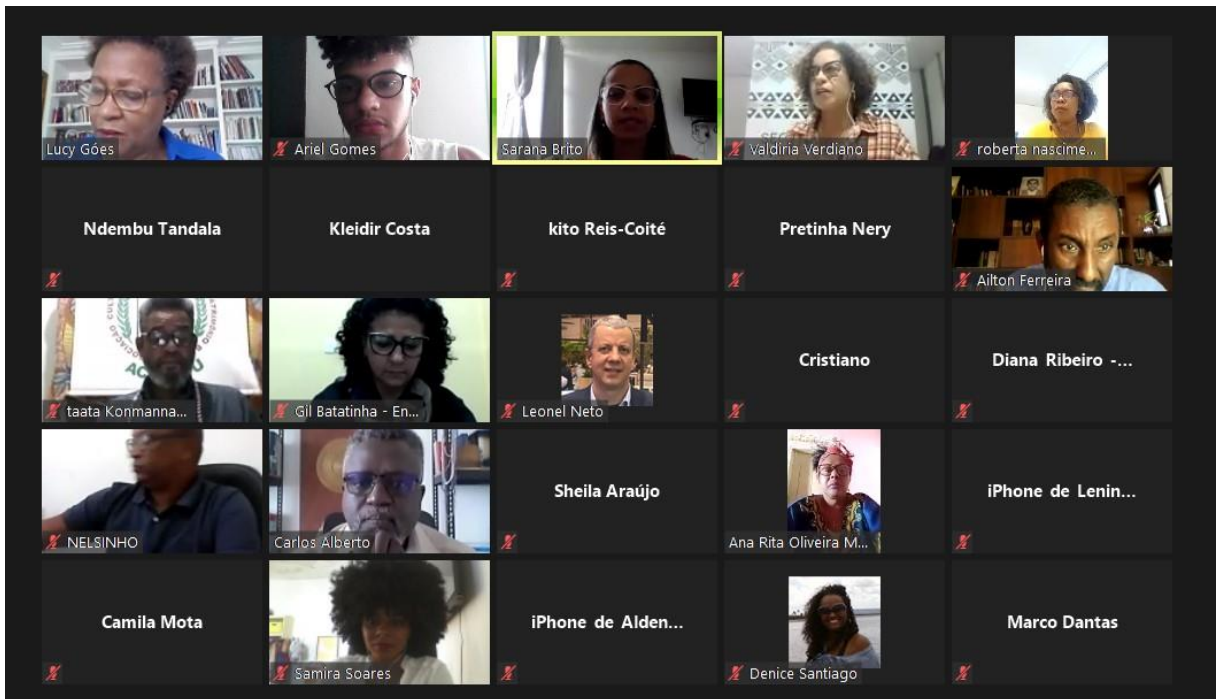 Lucy Góes
Ariel Gomes
Sarana Brito
Valdiria Verdiano
roberta nascime...
Ndembu Tandala
Kleidir Costa
kito Reis-Coité
Pretinha Nery
Ailton Ferreira
taata Konmanna...
Gil Batatinha - En...
Leonel Neto
Cristiano
Diana Ribeiro -...
NELSINHO
Carlos Alberto
Sheila Araújo
Ana Rita Oliveira M...
iPhone de Lenin...
Camila Mota
Samira Soares
iPhone de Alden...
Denice Santiago
Marco Dantas